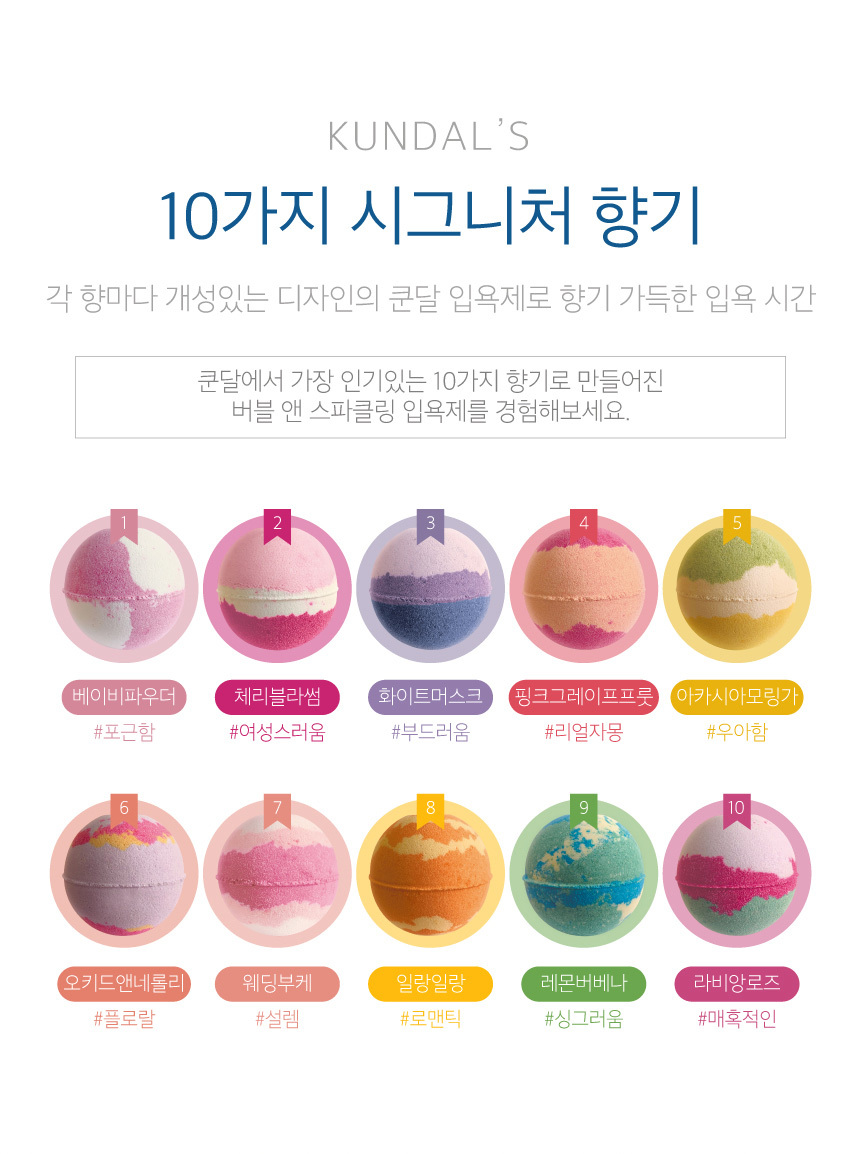 KUNDAL'S
10가지 시그니처 향기
각 향마다 개성있는 디자인의 쿤달 입욕제로 향기 가득한 입욕 시간
쿤달에서 가장 인기있는 10가지 향기로 만들어진
버블 앤 스파클링 입욕제를 경험해보세요.
1 2 3 4 5
베이비파우더 체리블라썸 화이트머스크 핑크그레이프프룻 아카시아모링가
#포근함 #여성스러움 #부드러움 #리얼자몽 #우아함
6 7 8 9 10
오키드앤네롤리 웨딩부케 일랑일랑 레몬버베나 라비앙로즈
#플로랄 #설렘 #로맨틱 #싱그러움 #매혹적인